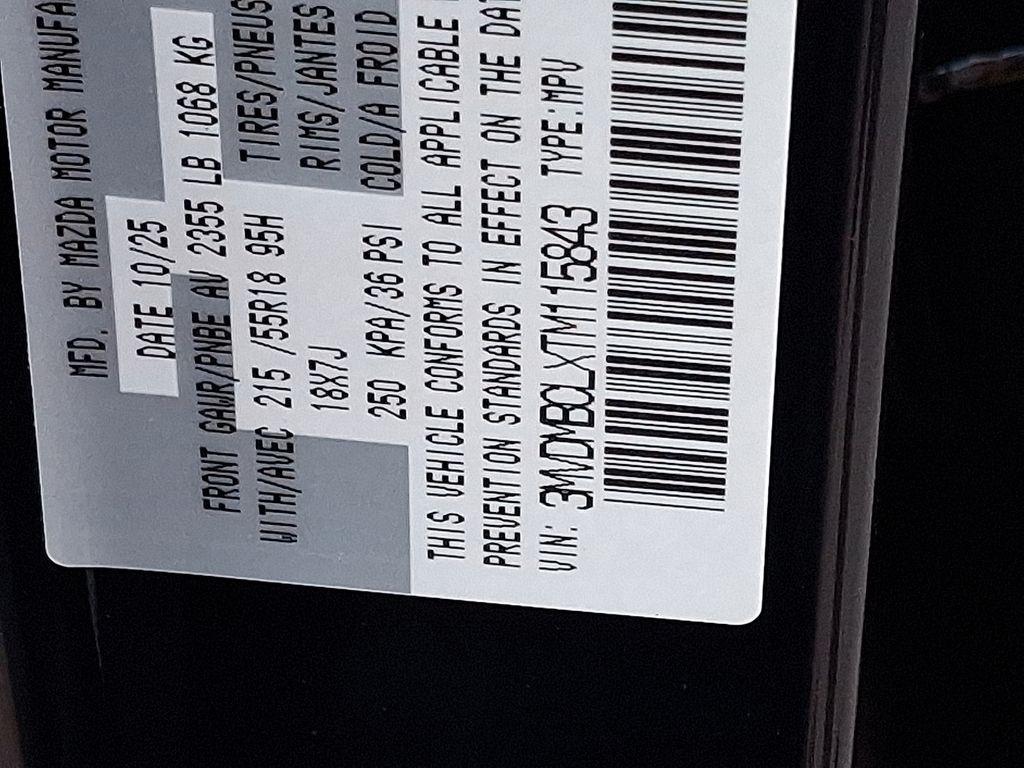 MFD. BY MAZDA MOTOR MANUFA
DATE 10/25
FRONT GAWR/PNBE AV 2355 LB 1068 KG
WITH/AVEC 215 /55R18 95H TIRES/PNEUS
18X7J RIMS/JANTES
250 KPA/36 PSI COLD/A FROID
THIS VEHICLE CONFORMS TO ALL APPLICABLE
PREVENTION STANDARDS IN EFFECT ON THE DAT
VIN: 3MVDMBCLXTM115843 TYPE:MPV